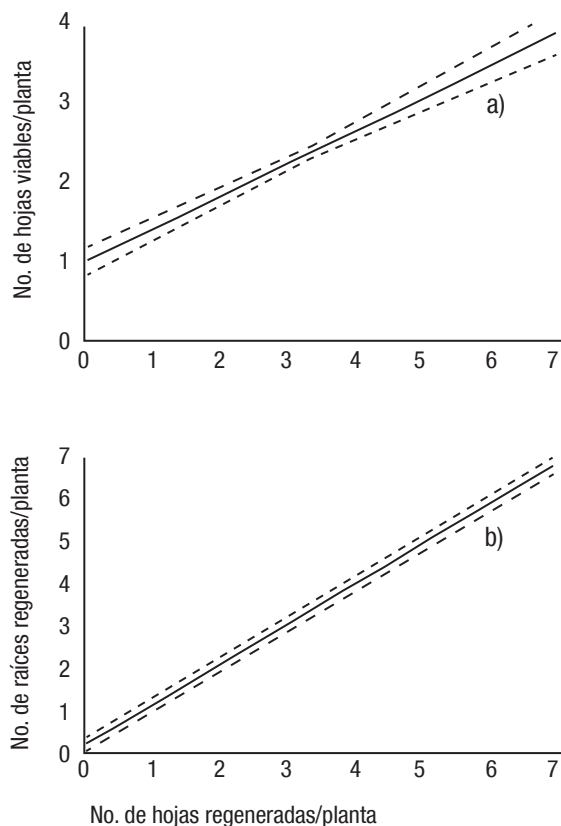 No. de hojas viables/planta
4
3
2
1
0
a)
0 1 2 3 4 5 6 7
No. de raíces regeneradas/planta
7
6
5
4
3
2
1
0
b)
0 1 2 3 4 5 6 7
No. de hojas regeneradas/planta